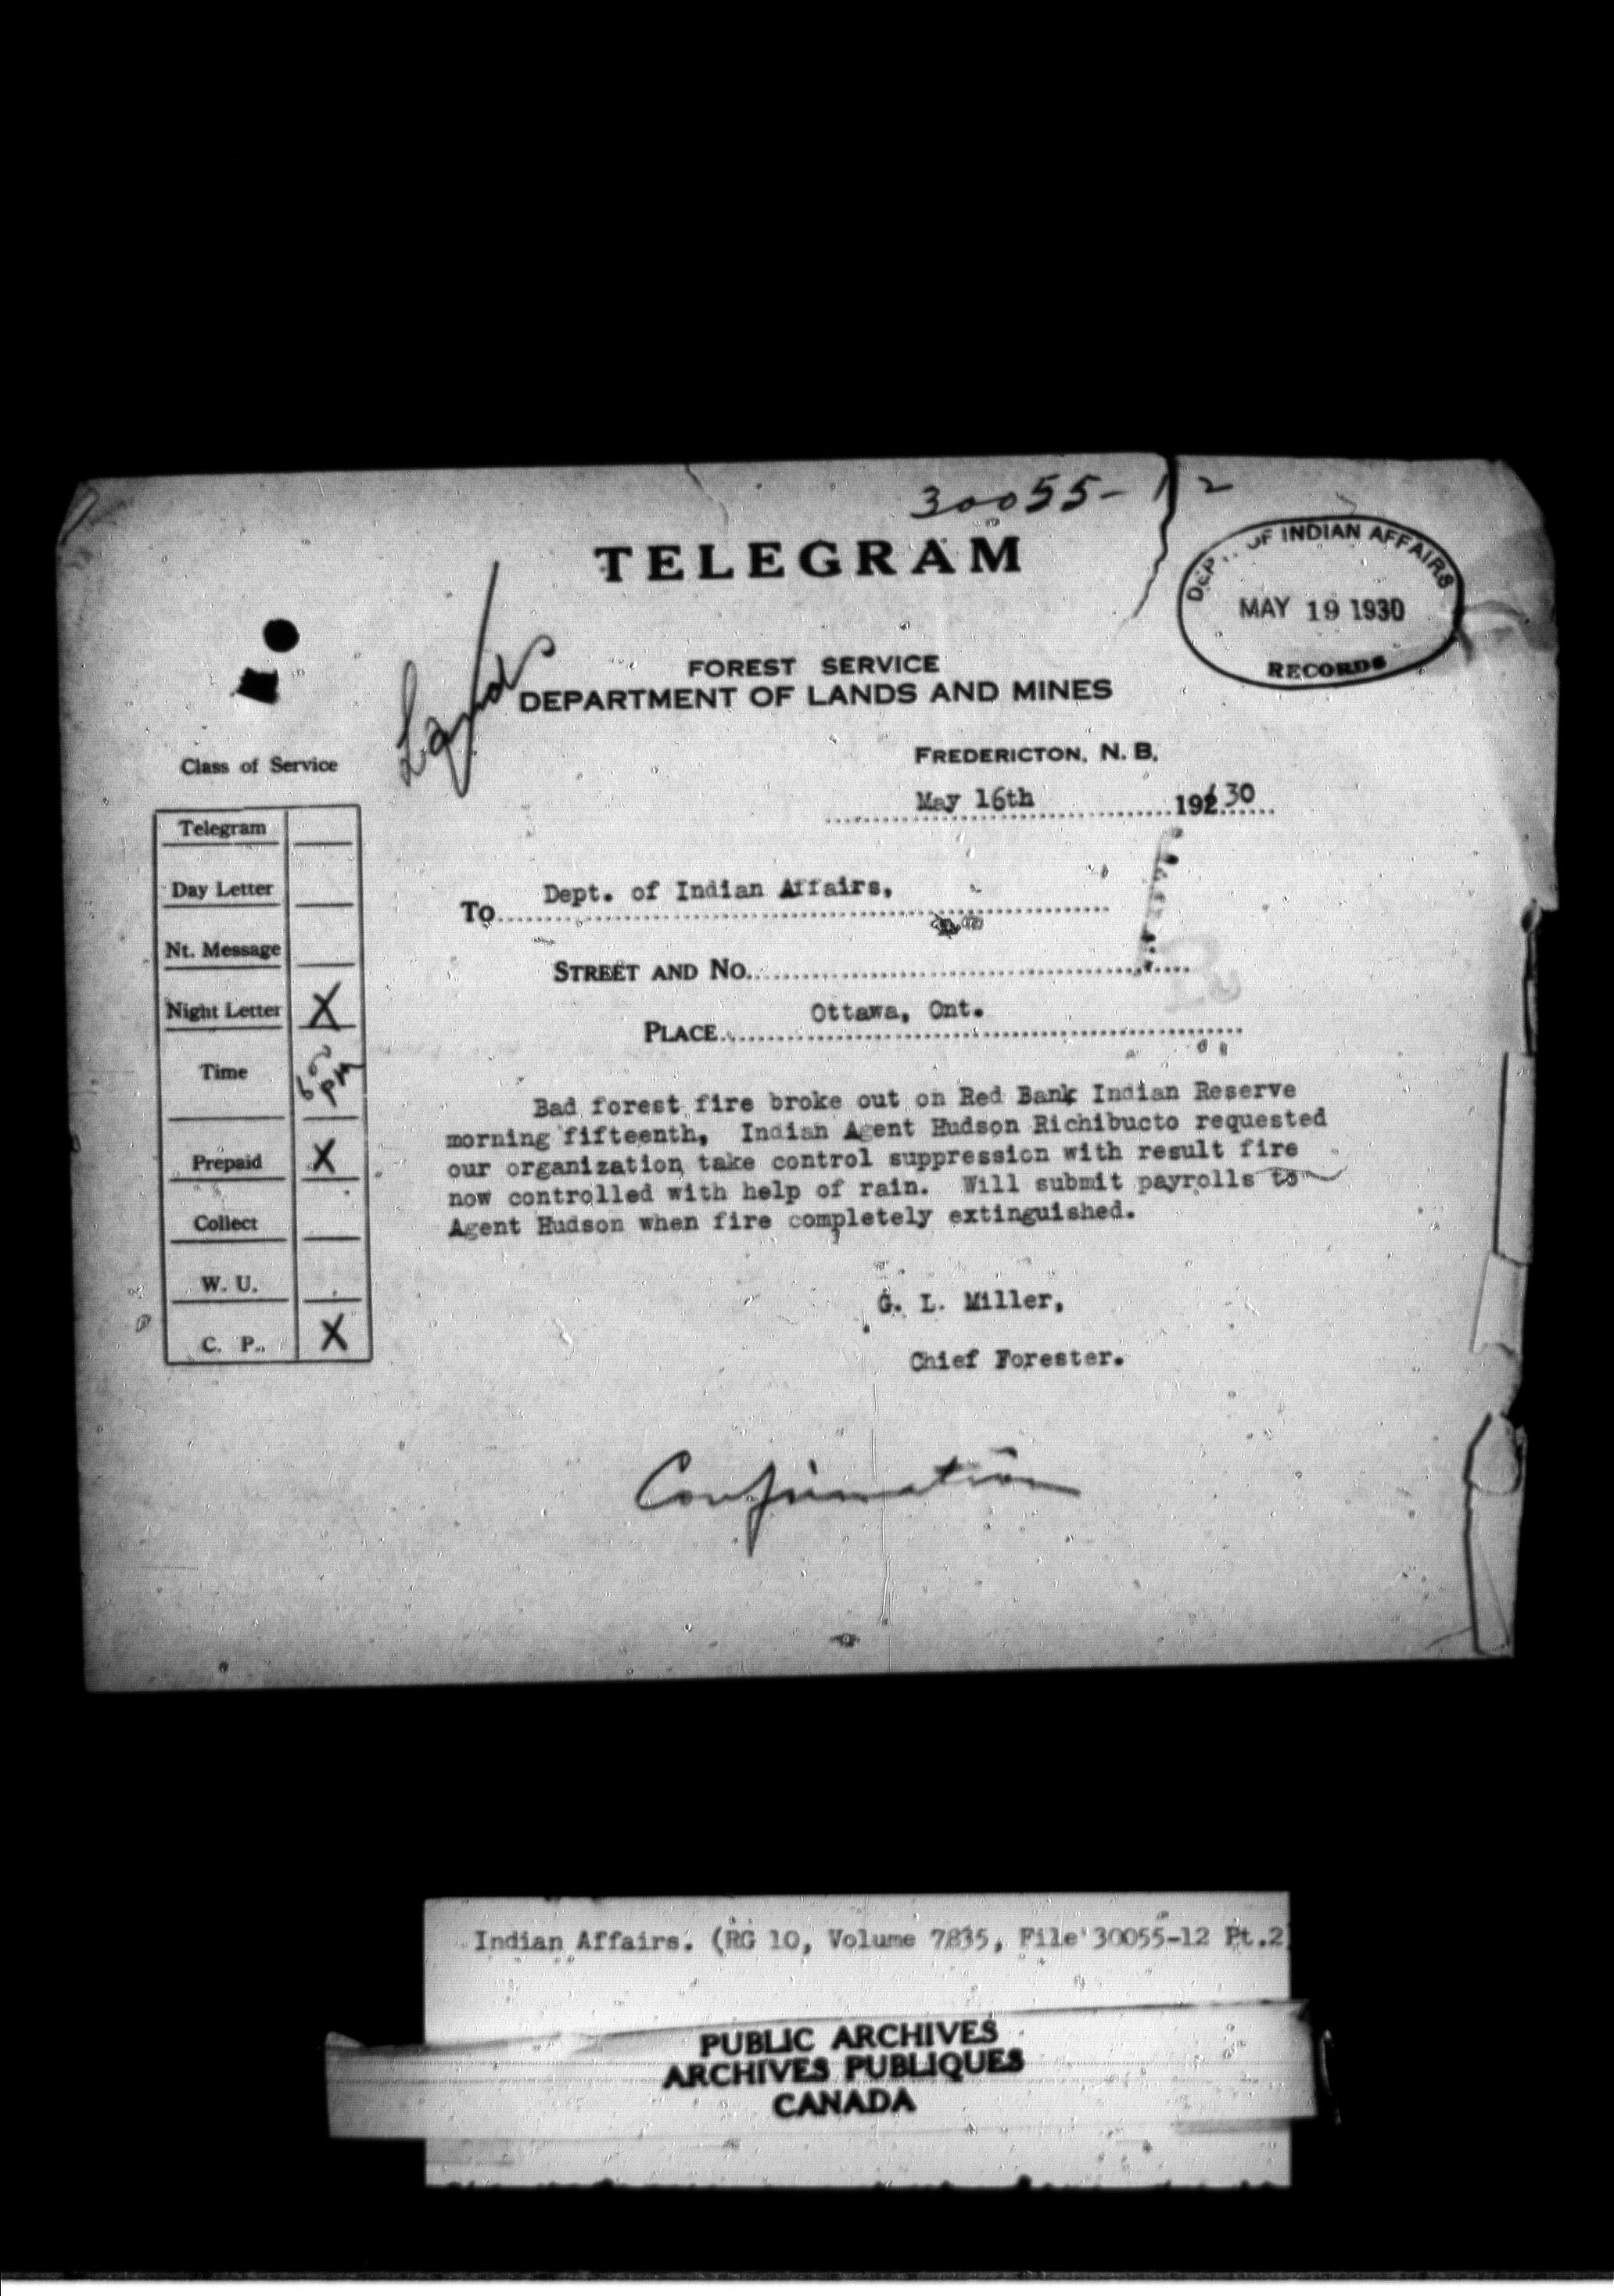 30055-12
TELEGRAM
DEPT. OF INDIAN AFFAIRS
MAY 19 1930
RECORDS
Lands
FOREST SERVICE
DEPARTMENT OF LANDS AND MINES
FREDERICTON, N. B.
May 16th 192 30
Class of Service
Telegram
Day Letter
Nt. Message
Night Letter X
Time pm
Prepaid X
Collect
W. U.
C. P. X
To Dept. of Indian Affairs,
STREET AND No.
PLACE Ottawa, Ont.
Bad forest fire broke out on Red Bank Indian Reserve
morning fifteenth, Indian Agent Hudson Richibucto requested
our organization take control suppression with result fire
now controlled with help of rain. Will submit payrolls to
Agent Hudson when fire completely extinguished.
G. L. Miller,
Chief Forester.
Confirmation
Indian Affairs. (RG 10, Volume 7835, File 30055-12 Pt.2)
PUBLIC ARCHIVES
ARCHIVES PUBLIQUES
CANADA